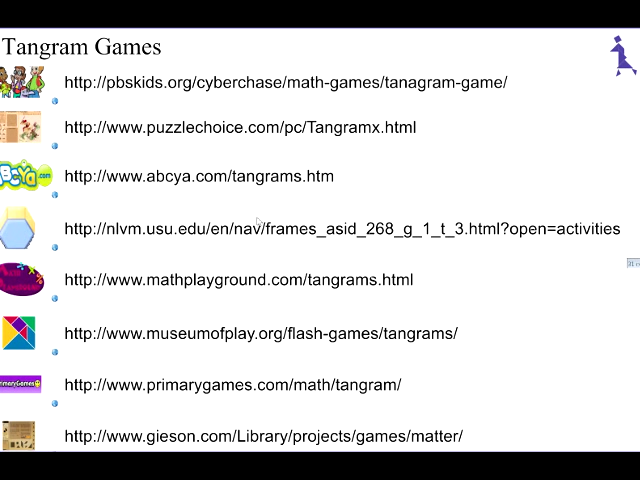 Tangram Games
http://pbskids.org/cyberchase/math-games/tanagram-game/
http://www.puzzlechoice.com/pc/Tangramx.html
BCYa.com
http://www.abcya.com/tangrams.htm
http://nlvm.usu.edu/en/nav/frames_asid_268_g_1_t_3.html?open=activities
http://www.mathplayground.com/tangrams.html
http://www.museumofplay.org/flash-games/tangrams/
rimaryGames
http://www.primarygames.com/math/tangram/
http://www.gieson.com/Library/projects/games/matter/